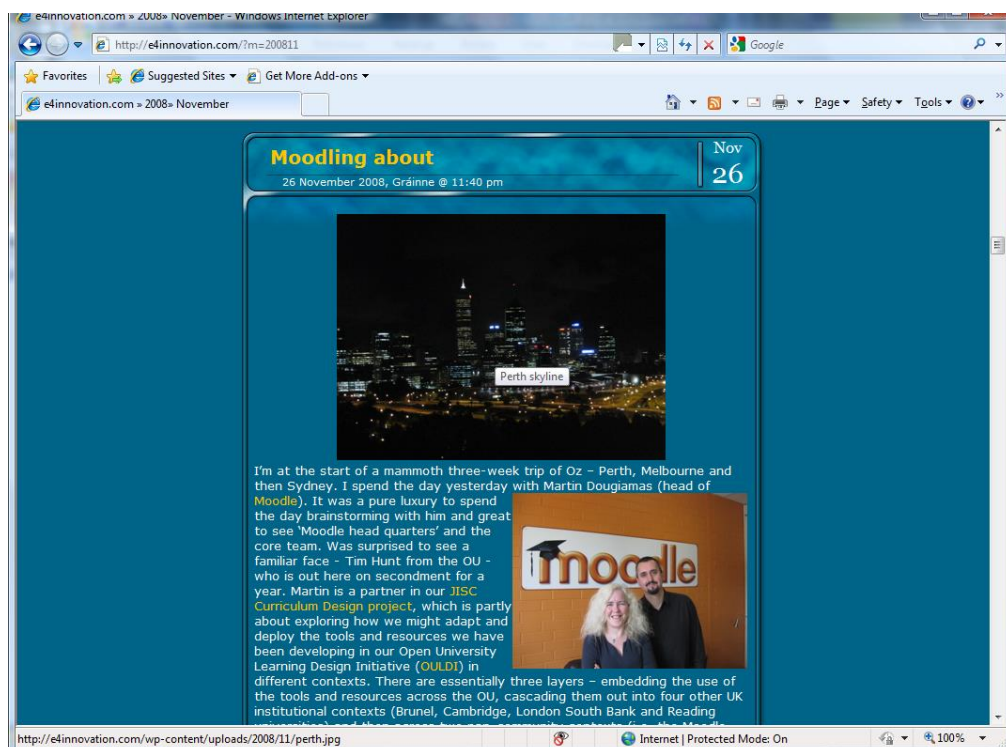 e4innovation.com » 2008» November - Windows Internet Explorer
http://e4innovation.com/?m=200811
Google
Favorites
Suggested Sites
Get More Add-ons
e4innovation.com » 2008» November
Page
Safety
Tools
Moodling about
Nov
26 November 2008, Gráinne @ 11:40 pm
26
Perth skyline
I'm at the start of a mammoth three-week trip of Oz – Perth, Melbourne and
then Sydney. I spend the day yesterday with Martin Dougiamas (head of
Moodle). It was a pure luxury to spend
the day brainstorming with him and great
to see 'Moodle head quarters' and the
core team. Was surprised to see a
familiar face - Tim Hunt from the OU -
who is out here on secondment for a
year. Martin is a partner in our JISC
Curriculum Design project, which is partly
about exploring how we might adapt and
deploy the tools and resources we have
been developing in our Open University
Learning Design Initiative (OULDI) in
moodle
different contexts. There are essentially three layers – embedding the use of
the tools and resources across the OU, cascading them out into four other UK
institutional contexts (Brunel, Cambridge, London South Bank and Reading
http://e4innovation.com/wp-content/uploads/2008/11/perth.jpg
Internet | Protected Mode: On
100%